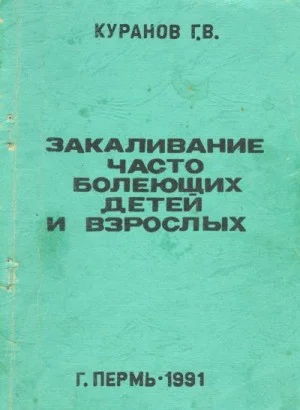 КУРАНОВ Г.В.
ЗАКАЛИВАНИЕ
ЧАСТО
БОЛЕЮЩИХ
ДЕТЕЙ
И ВЗРОСЛЫХ
Г. ПЕРМЬ-1991